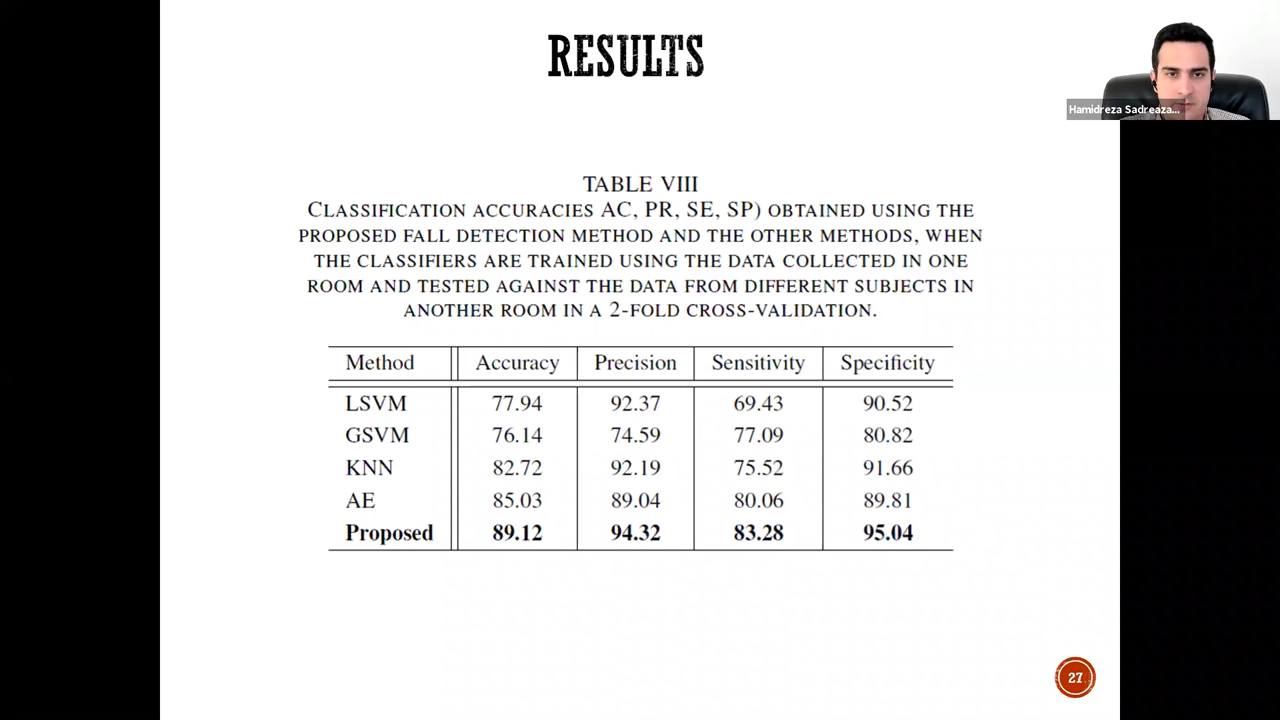 RESULTS
Hamidreza Sadreaza...
TABLE VIII
CLASSIFICATION ACCURACIES AC, PR, SE, SP) OBTAINED USING THE
PROPOSED FALL DETECTION METHOD AND THE OTHER METHODS, WHEN
THE CLASSIFIERS ARE TRAINED USING THE DATA COLLECTED IN ONE
ROOM AND TESTED AGAINST THE DATA FROM DIFFERENT SUBJECTS IN
ANOTHER ROOM IN A 2-FOLD CROSS-VALIDATION.
Method Accuracy Precision Sensitivity Specificity
LSVM 77.94 92.37 69.43 90.52
GSVM 76.14 74.59 77.09 80.82
KNN 82.72 92.19 75.52 91.66
AE 85.03 89.04 80.06 89.81
Proposed 89.12 94.32 83.28 95.04
27